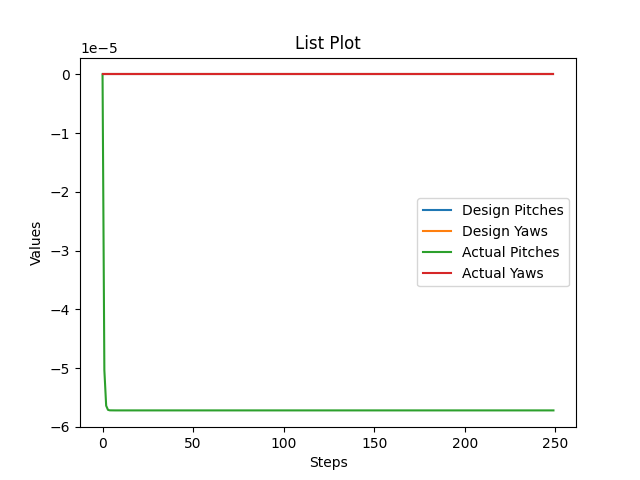 List Plot
1e−5
0
−1
−2
−3
−4
−5
−6
Values
Design Pitches
Design Yaws
Actual Pitches
Actual Yaws
0 50 100 150 200 250
Steps